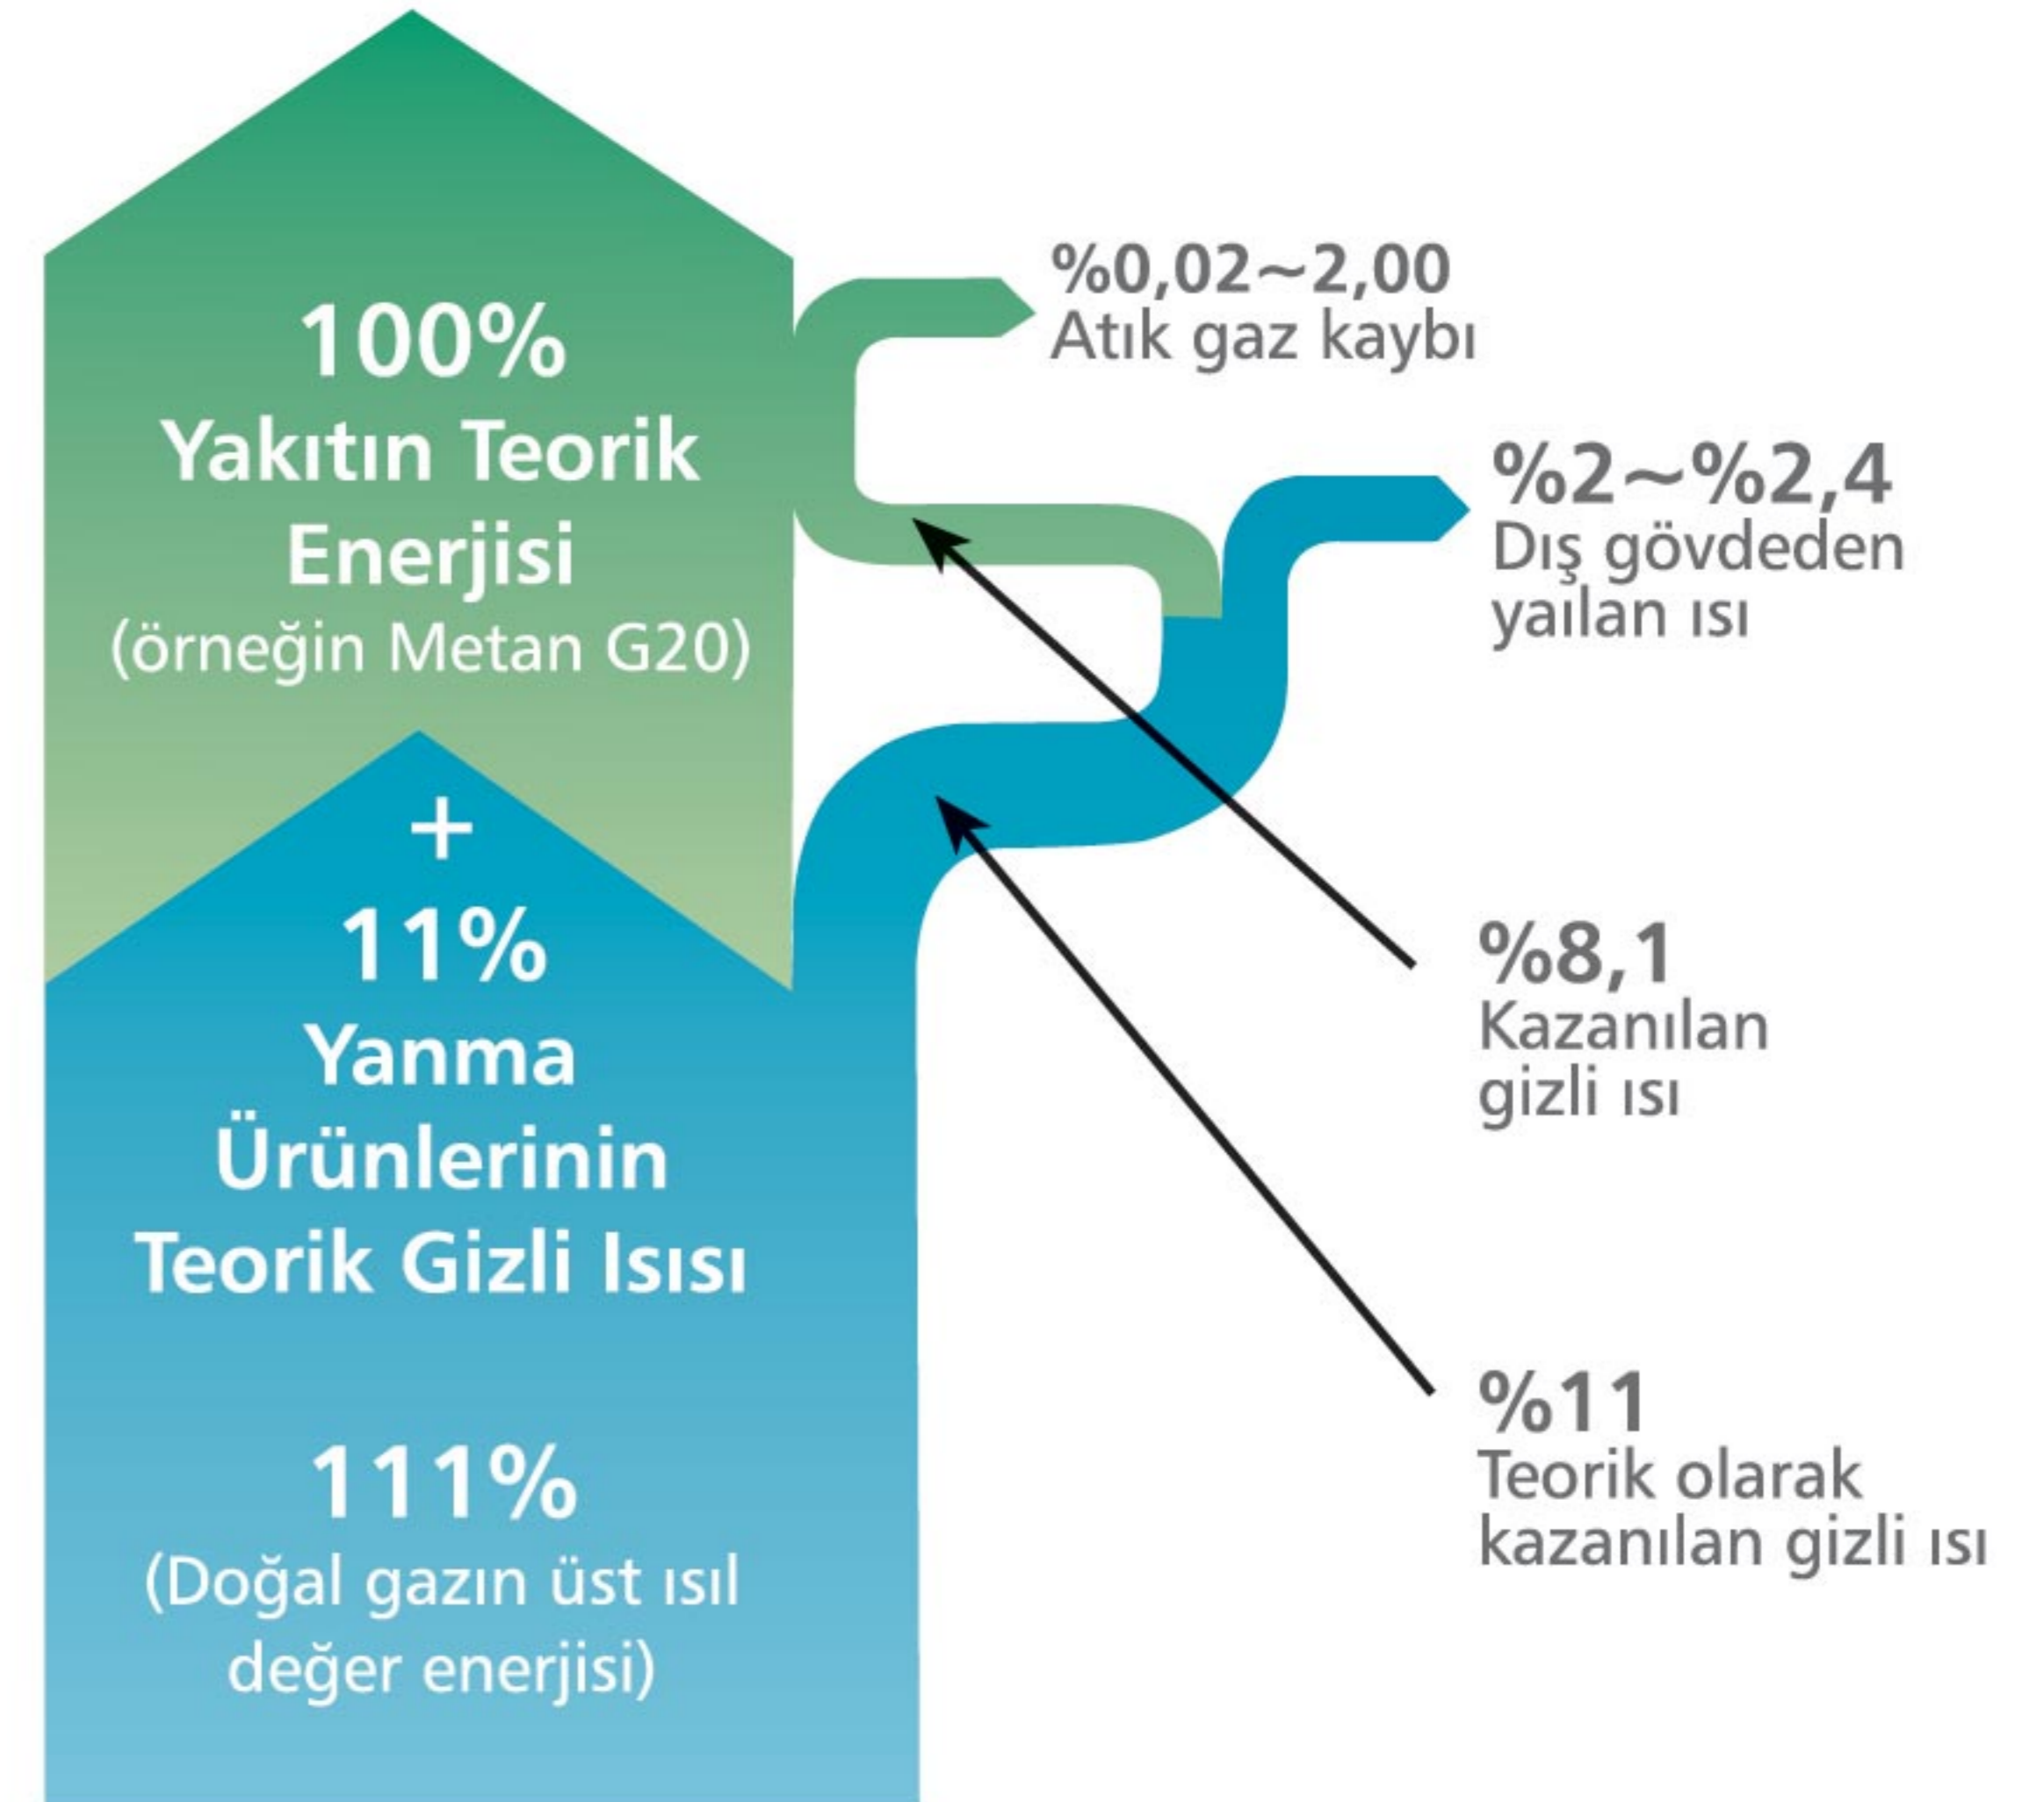 100%
Yakıtın Teorik
Enerjisi
(örneğin Metan G20)
+
11%
Yanma
Ürünlerinin
Teorik Gizli Isısı
111%
(Doğal gazın üst ısıl
değer enerjisi)
%0,02~2,00
Atık gaz kaybı
%2~%2,4
Dış gövdeden
yaılan ısı
%8,1
Kazanılan
gizli ısı
%11
Teorik olarak
kazanılan gizli ısı